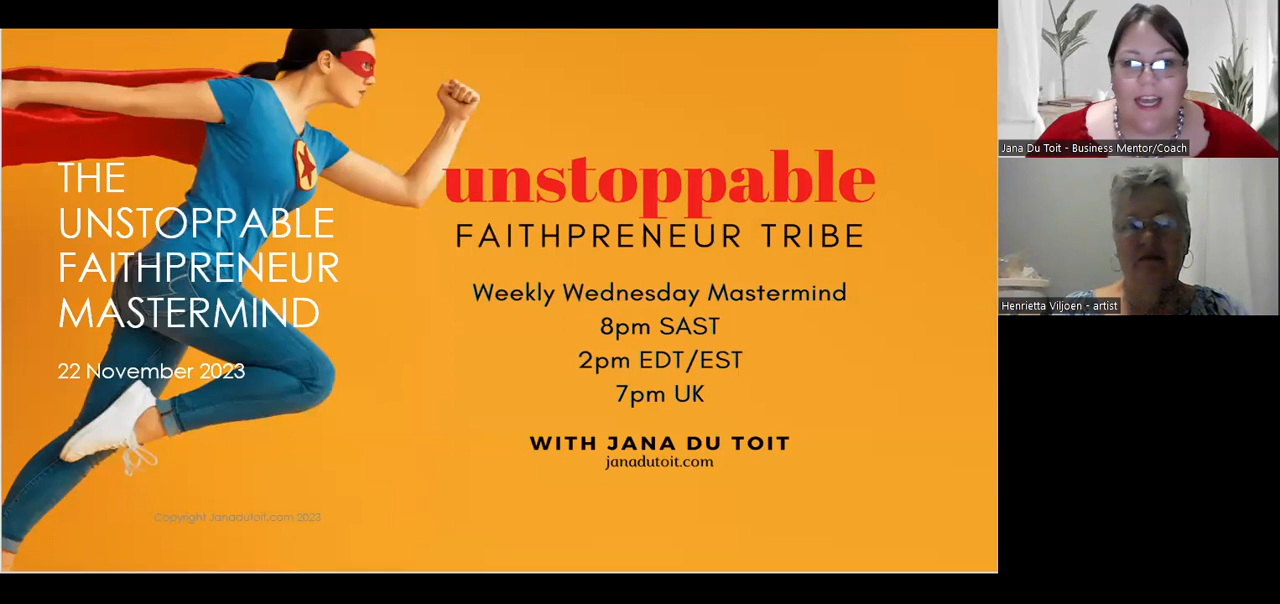 THE
UNSTOPPABLE
FAITHPRENEUR
MASTERMIND
22 November 2023
Copyright Janadutoit.com 2023
unstoppable
FAITHPRENEUR TRIBE
Weekly Wednesday Mastermind
8pm SAST
2pm EDT/EST
7pm UK
WITH JANA DU TOIT
janadutoit.com
Jana Du Toit - Business Mentor/Coach
Henrietta Viljoen - artist